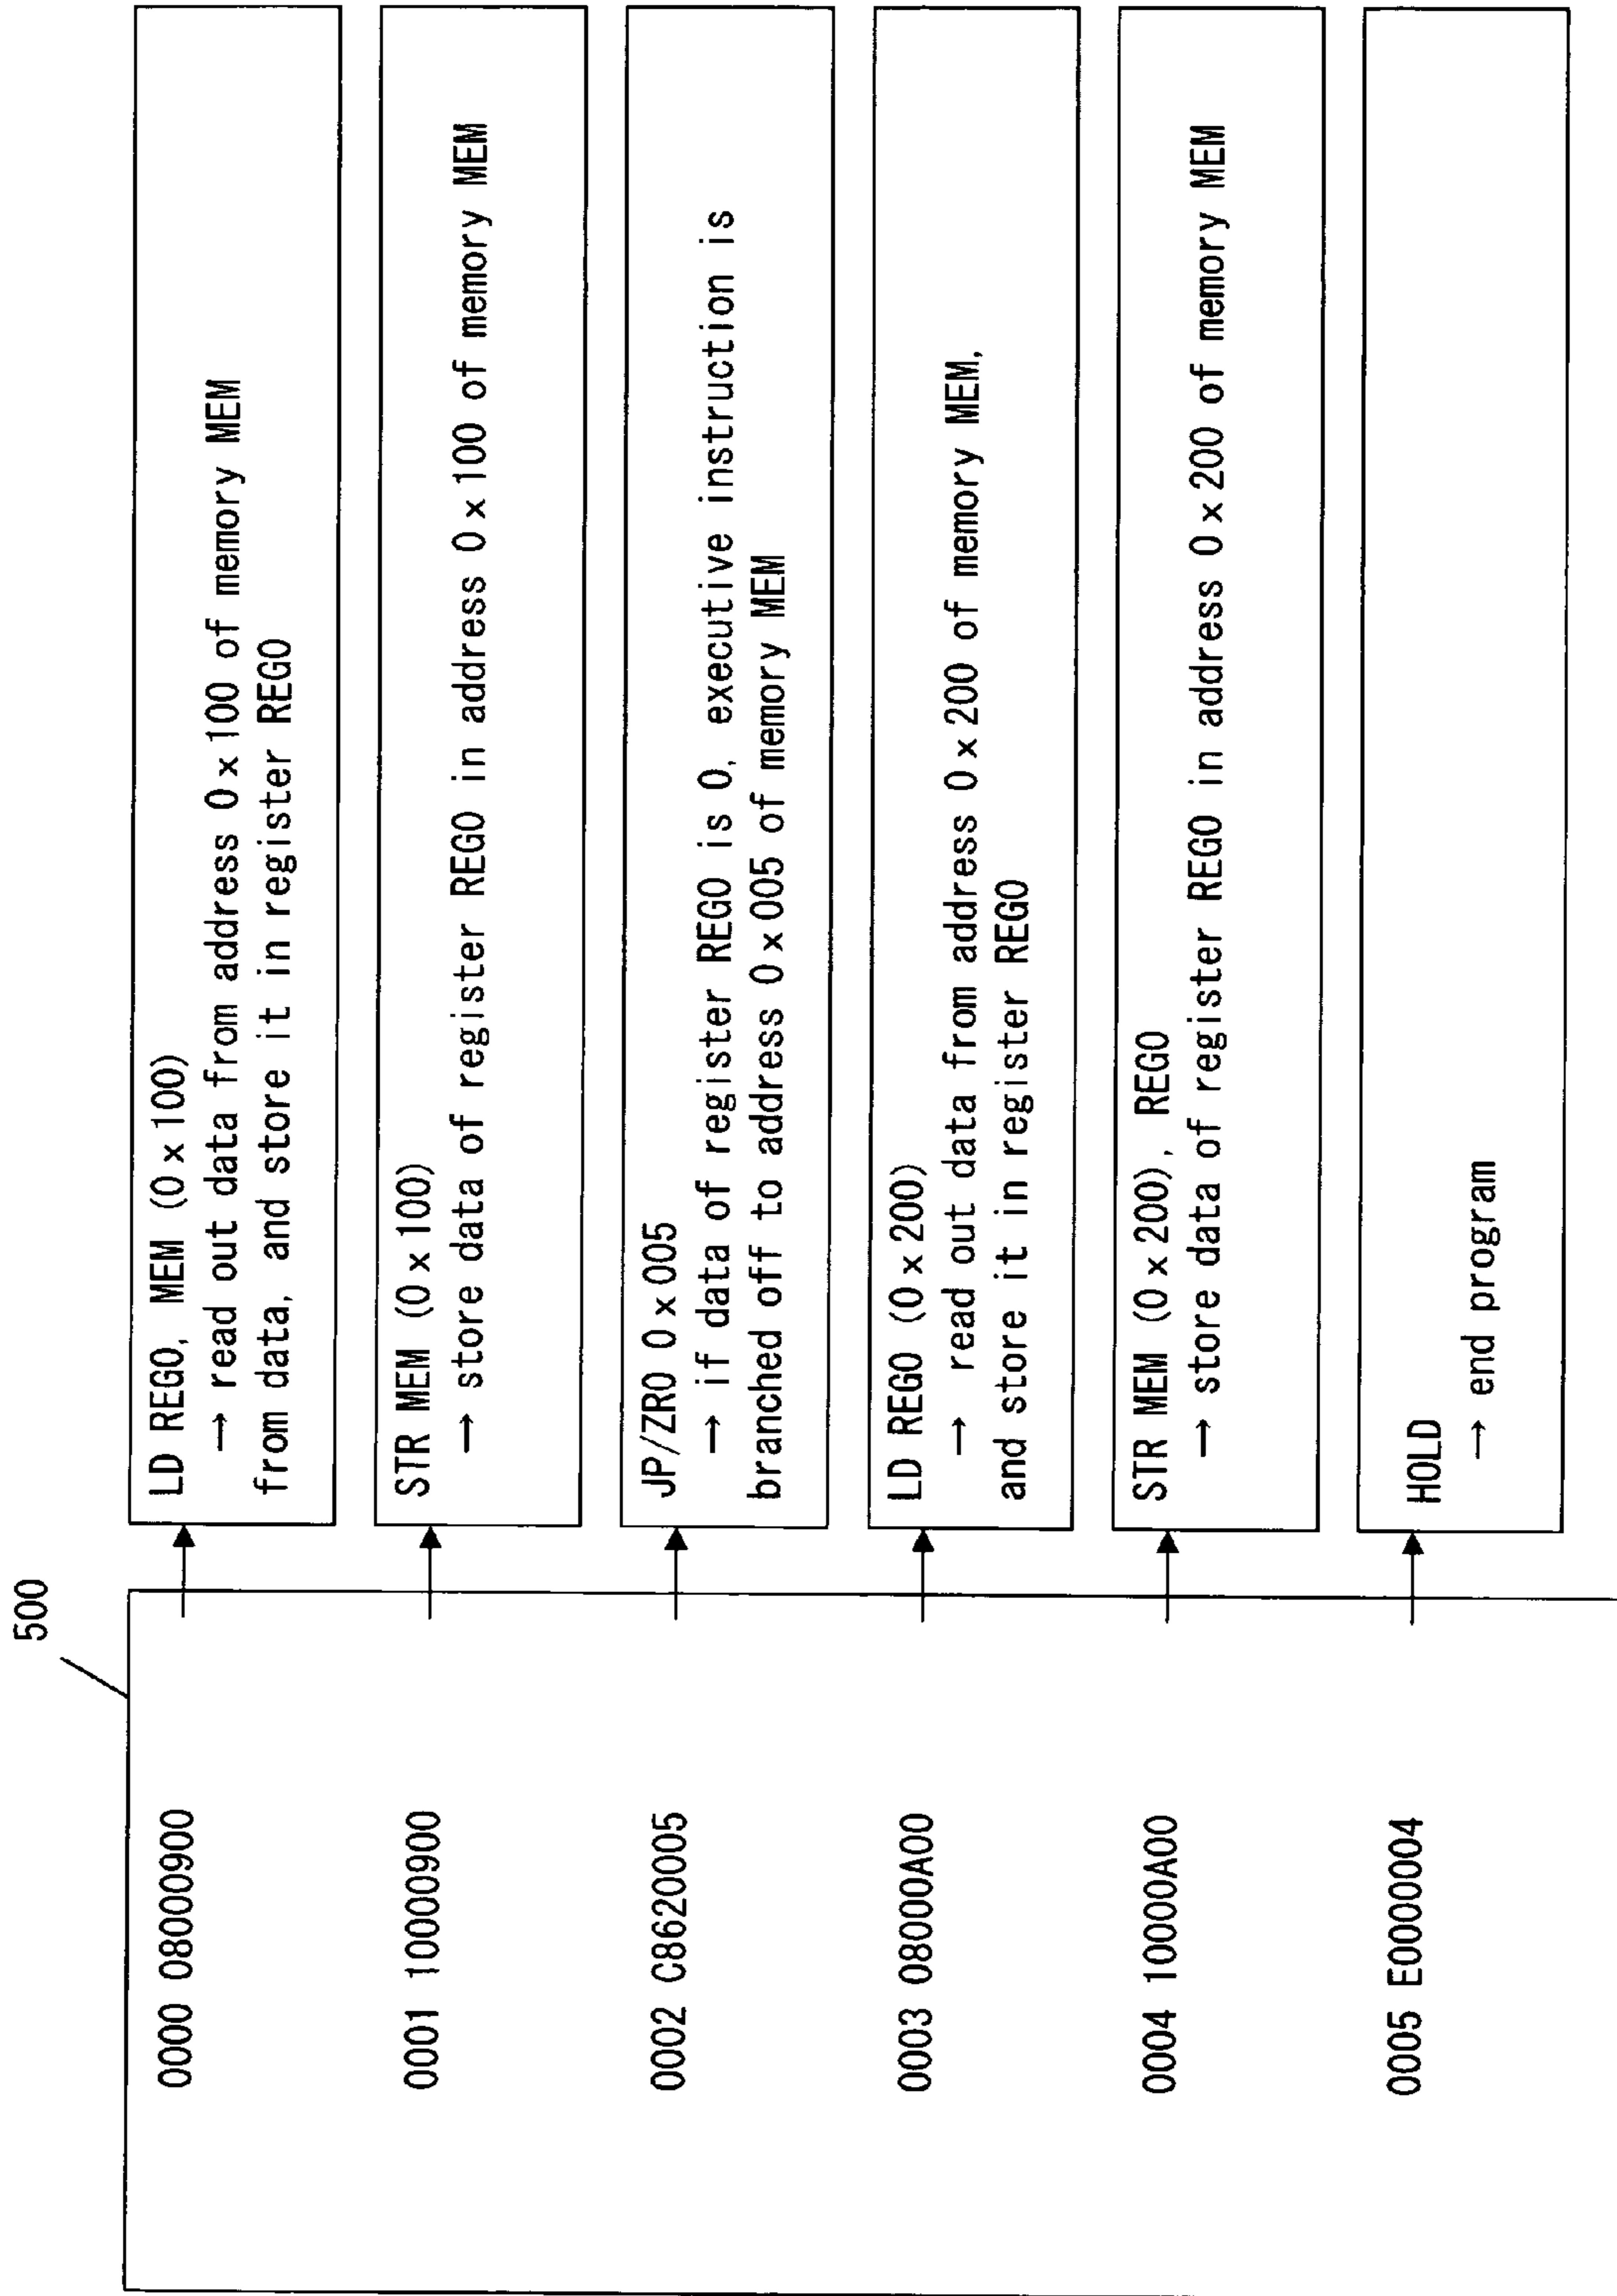 500
0000 08000900
LD REG0, MEM (0×100)
→ read out data from address 0×100 of memory MEM
from data, and store it in register REG0
0001 10000900
STR MEM (0×100)
→ store data of register REG0 in address 0×100 of memory MEM
0002 C8620005
JP/ZRO 0×005
→ if data of register REG0 is 0, executive instruction is
branched off to address 0×005 of memory MEM
0003 08000A00
LD REG0 (0×200)
→ read out data from address 0×200 of memory MEM,
and store it in register REG0
0004 10000A00
STR MEM (0×200), REG0
→ store data of register REG0 in address 0×200 of memory MEM
0005 E0000004
HOLD
→ end program